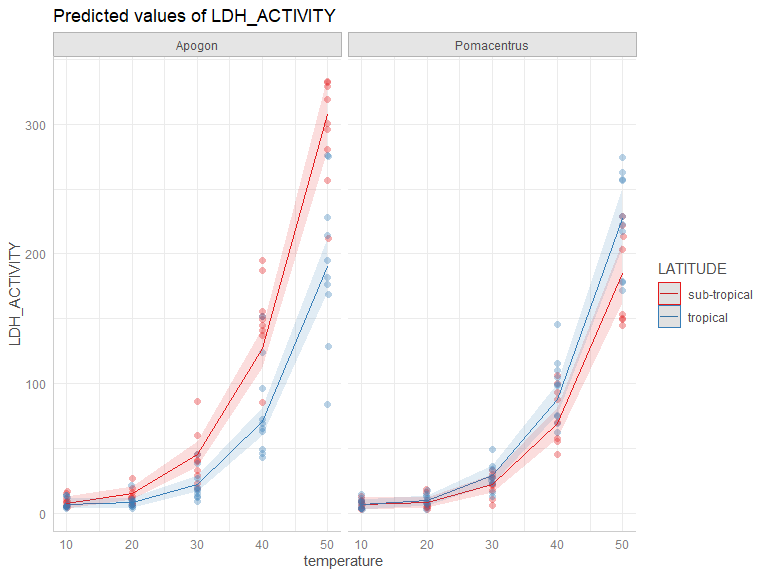 Predicted values of LDH_ACTIVITY
Apogon
Pomacentrus
300
200
100
0
LDH_ACTIVITY
10 20 30 40 50
10 20 30 40 50
temperature
LATITUDE
sub-tropical
tropical